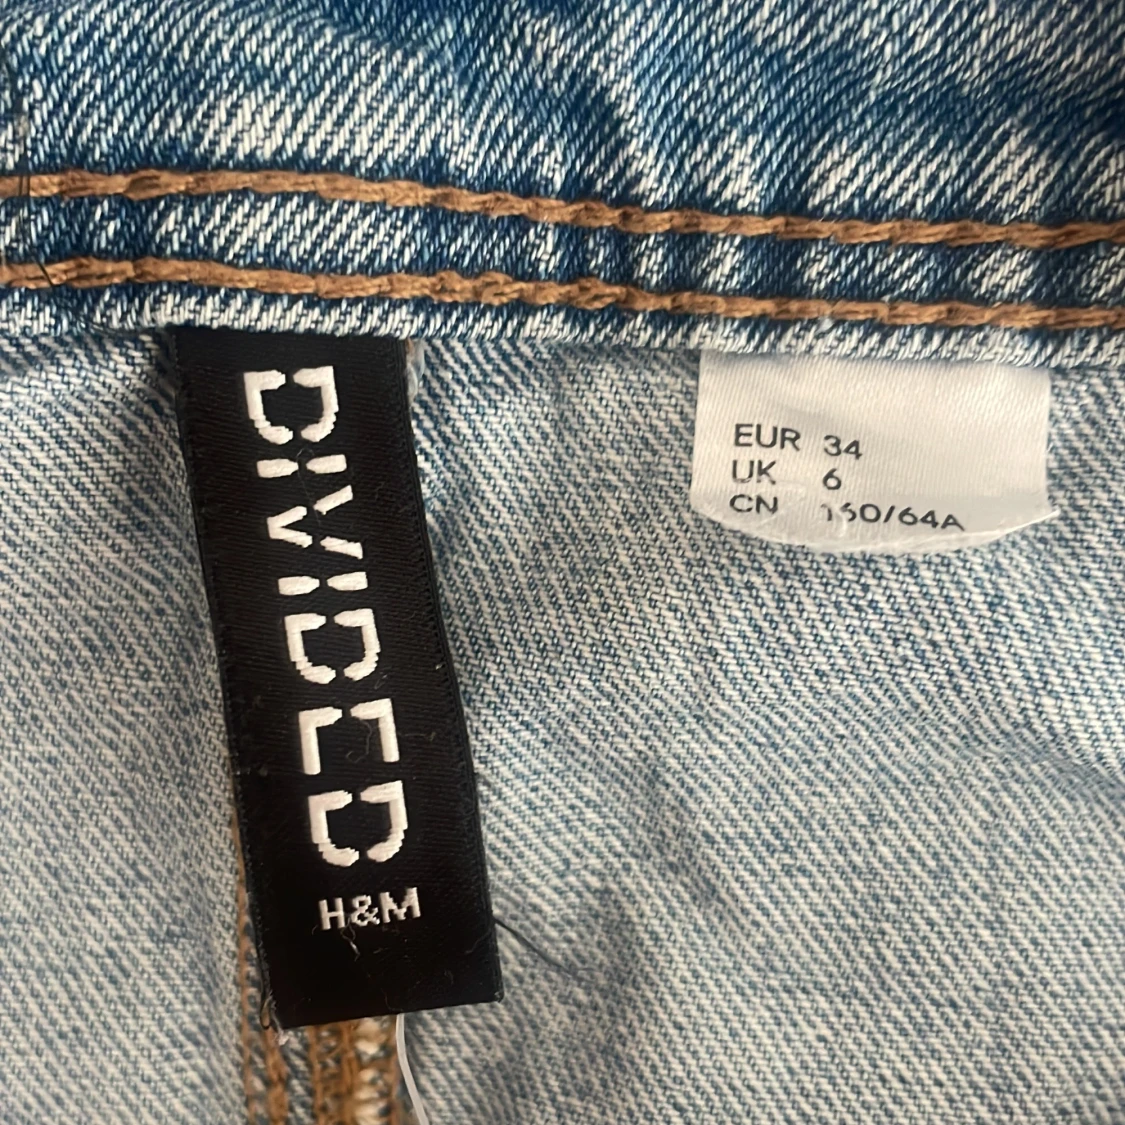 DIVIDED
H&M
EUR 34
UK 6
CN 160/64A